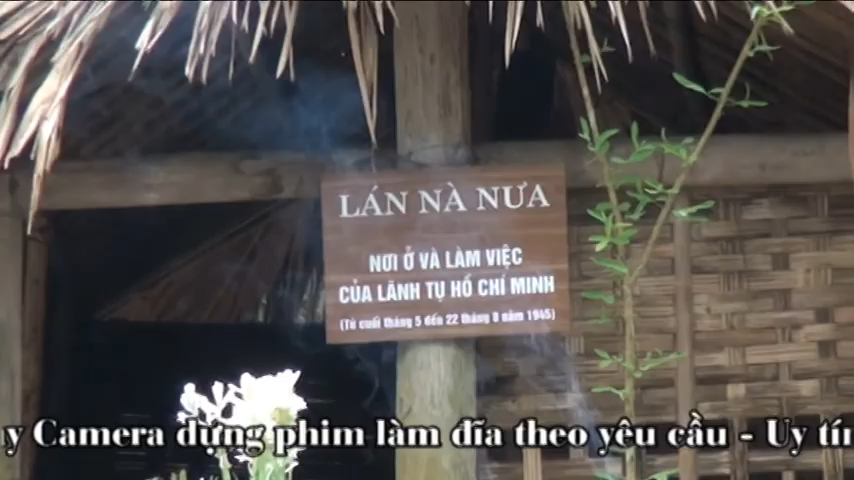 LÁN NÀ NƯA
NƠI Ở VÀ LÀM VIỆC
CỦA LÃNH TỤ HỒ CHÍ MINH
(Từ cuối tháng 5 đến 22 tháng 8 năm 1945)
Camera dựng phim làm đĩa theo yêu cầu - Uy